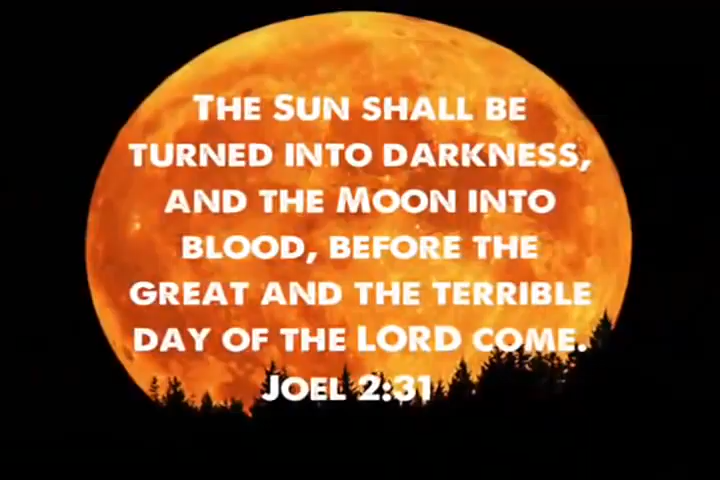 THE SUN SHALL BE
TURNED INTO DARKNESS,
AND THE MOON INTO
BLOOD, BEFORE THE
GREAT AND THE TERRIBLE
DAY OF THE LORD COME.
JOEL 2:31